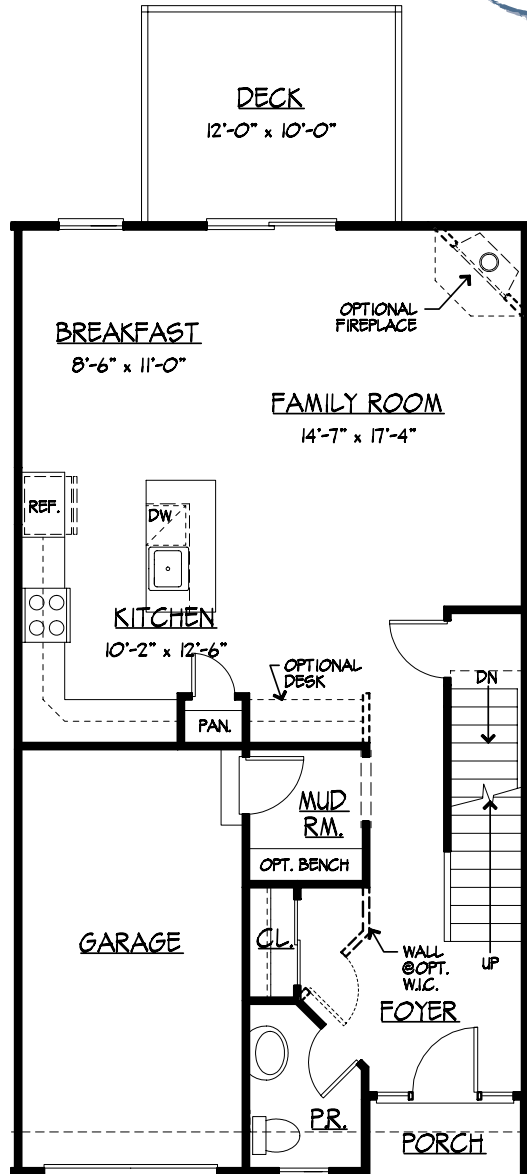 DECK
12'-0" x 10'-0"
OPTIONAL
FIREPLACE
BREAKFAST
8'-6" x 11'-0"
FAMILY ROOM
14'-7" x 17'-4"
REF.
DW
KITCHEN
10'-2" x 12'-6"
OPTIONAL
DESK
PAN.
DN
MUD
RM.
OPT. BENCH
GARAGE
CL.
WALL
@OPT.
W.I.C.
UP
FOYER
P.R.
PORCH